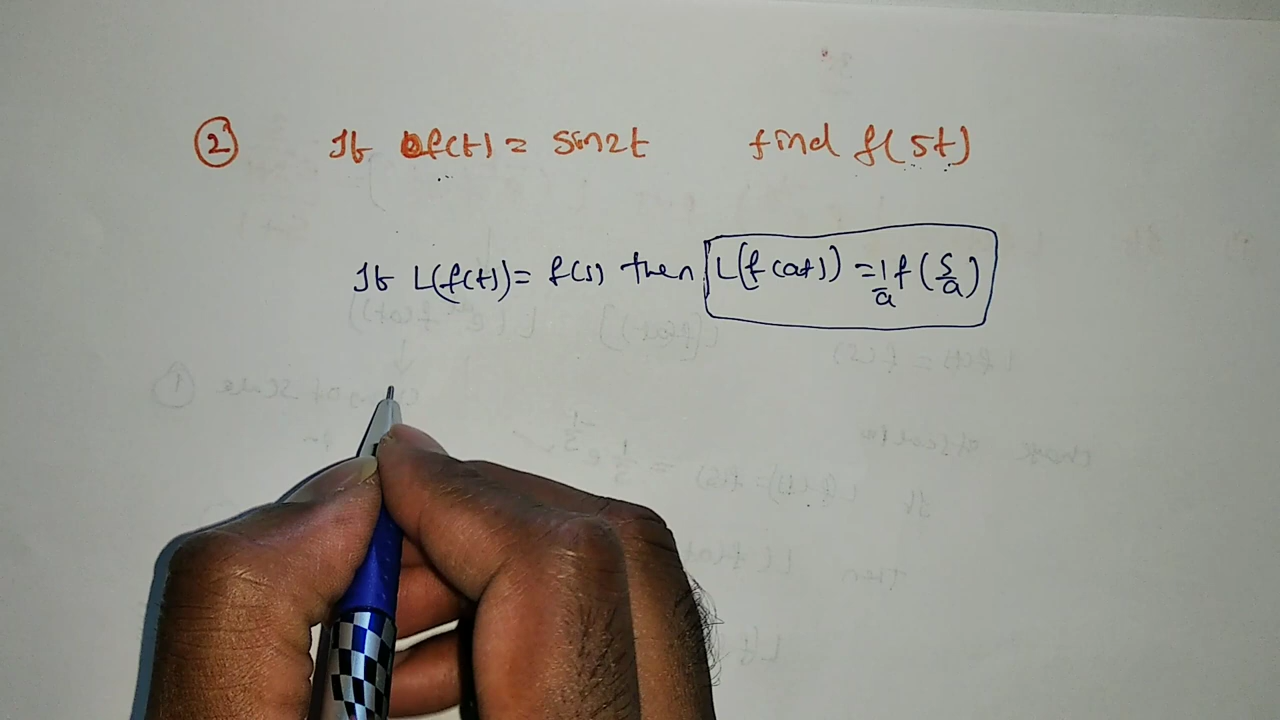 ② If f(t) = sin2t find f(5t)
If L(f(t)) = f(s) then L(f(at)) = 1/a f(s/a)